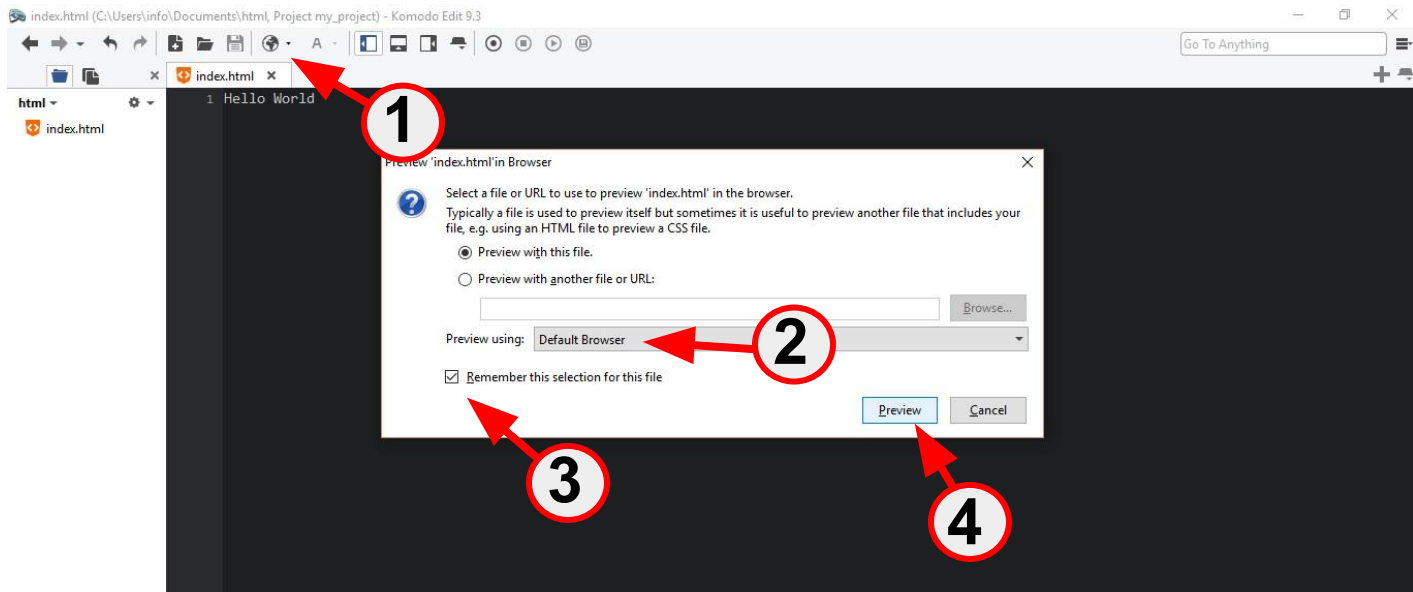 index.html (C:\Users\info\Documents\html, Project my_project) - Komodo Edit 9.3
A
Go To Anything
index.html
html
index.html
1 Hello World
1
Preview 'index.html'in Browser
Select a file or URL to use to preview 'index.html' in the browser.
Typically a file is used to preview itself but sometimes it is useful to preview another file that includes your
file, e.g. using an HTML file to preview a CSS file.
Preview with this file.
Preview with another file or URL:
Browse...
Preview using: Default Browser
2
Remember this selection for this file
Preview Cancel
3
4